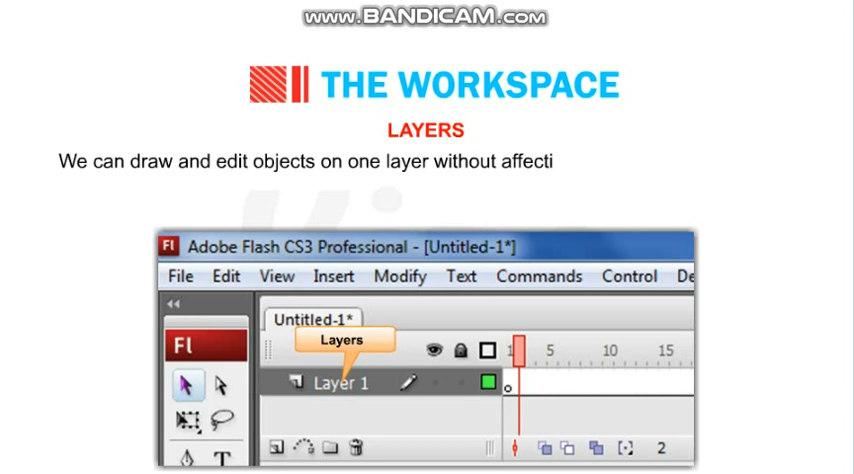 www.BANDICAM.com
THE WORKSPACE
LAYERS
We can draw and edit objects on one layer without affecti
Fl Adobe Flash CS3 Professional - [Untitled-1*]
File Edit View Insert Modify Text Commands Control De
Untitled-1*
Layers
Fl
1 5 10 15
Layer 1
T
2